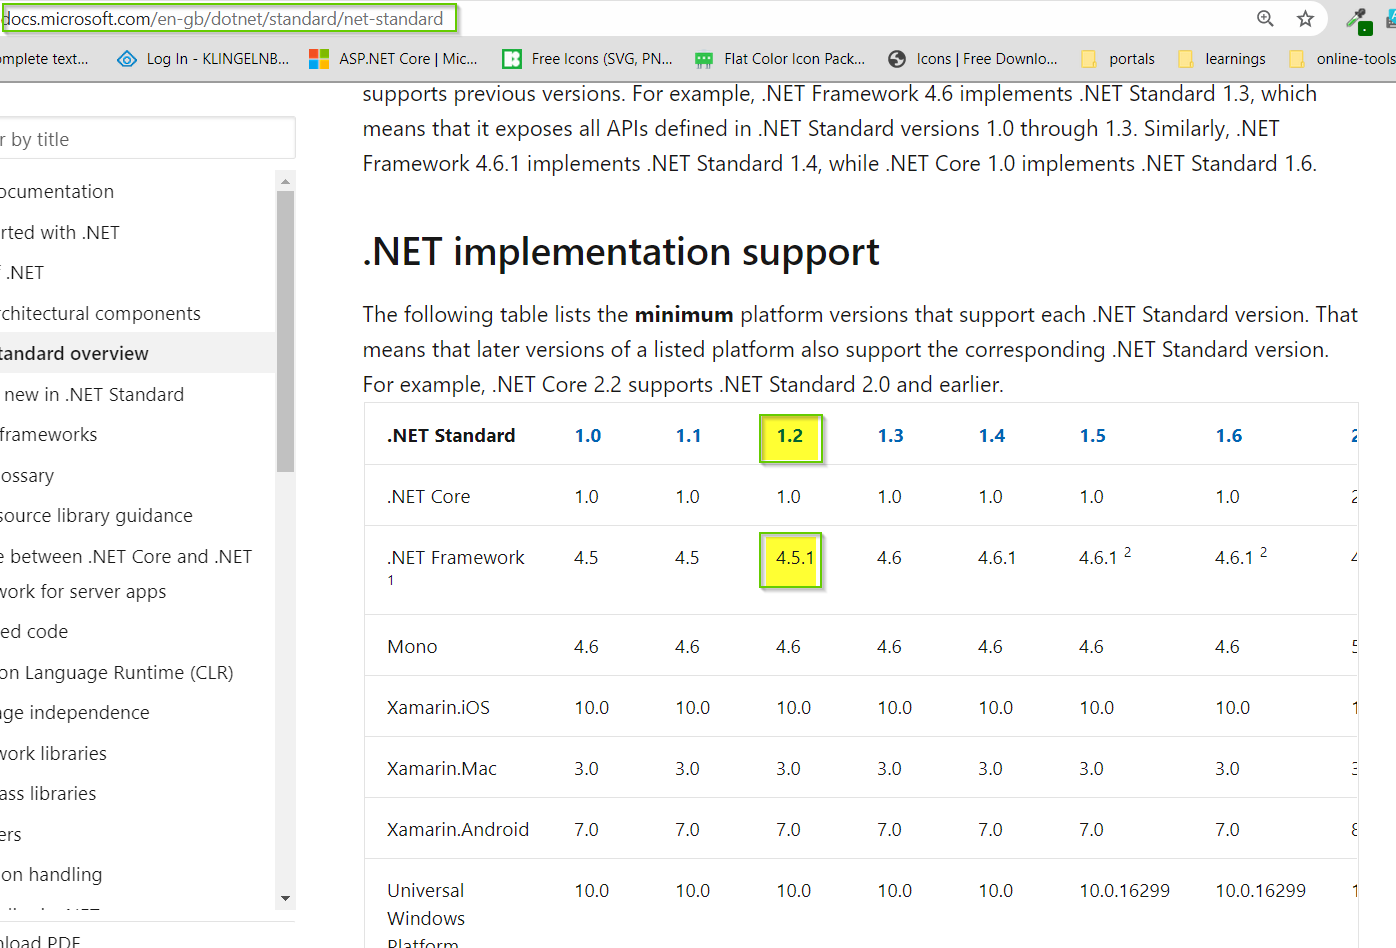 docs.microsoft.com/en-gb/dotnet/standard/net-standard
mplete text...
Log In - KLINGELNB...
ASP.NET Core | Mic...
Free Icons (SVG, PN...
Flat Color Icon Pack...
Icons | Free Downlo...
portals
learnings
online-tools
r by title
ocumentation
rted with .NET
.NET
rchitectural components
tandard overview
new in .NET Standard
frameworks
ossary
source library guidance
e between .NET Core and .NET
work for server apps
ed code
on Language Runtime (CLR)
ge independence
work libraries
ass libraries
ers
on handling
nload PDF
supports previous versions. For example, .NET Framework 4.6 implements .NET Standard 1.3, which
means that it exposes all APIs defined in .NET Standard versions 1.0 through 1.3. Similarly, .NET
Framework 4.6.1 implements .NET Standard 1.4, while .NET Core 1.0 implements .NET Standard 1.6.
.NET implementation support
The following table lists the minimum platform versions that support each .NET Standard version. That
means that later versions of a listed platform also support the corresponding .NET Standard version.
For example, .NET Core 2.2 supports .NET Standard 2.0 and earlier.
.NET Standard 1.0 1.1 1.2 1.3 1.4 1.5 1.6 2
.NET Core 1.0 1.0 1.0 1.0 1.0 1.0 1.0 2
.NET Framework 4.5 4.5 4.5.1 4.6 4.6.1 4.6.1 2 4.6.1 2 4
1
Mono 4.6 4.6 4.6 4.6 4.6 4.6 4.6 5
Xamarin.iOS 10.0 10.0 10.0 10.0 10.0 10.0 10.0 1
Xamarin.Mac 3.0 3.0 3.0 3.0 3.0 3.0 3.0 3
Xamarin.Android 7.0 7.0 7.0 7.0 7.0 7.0 7.0 8
Universal 10.0 10.0 10.0 10.0 10.0 10.0.16299 10.0.16299 1
Windows
Platform